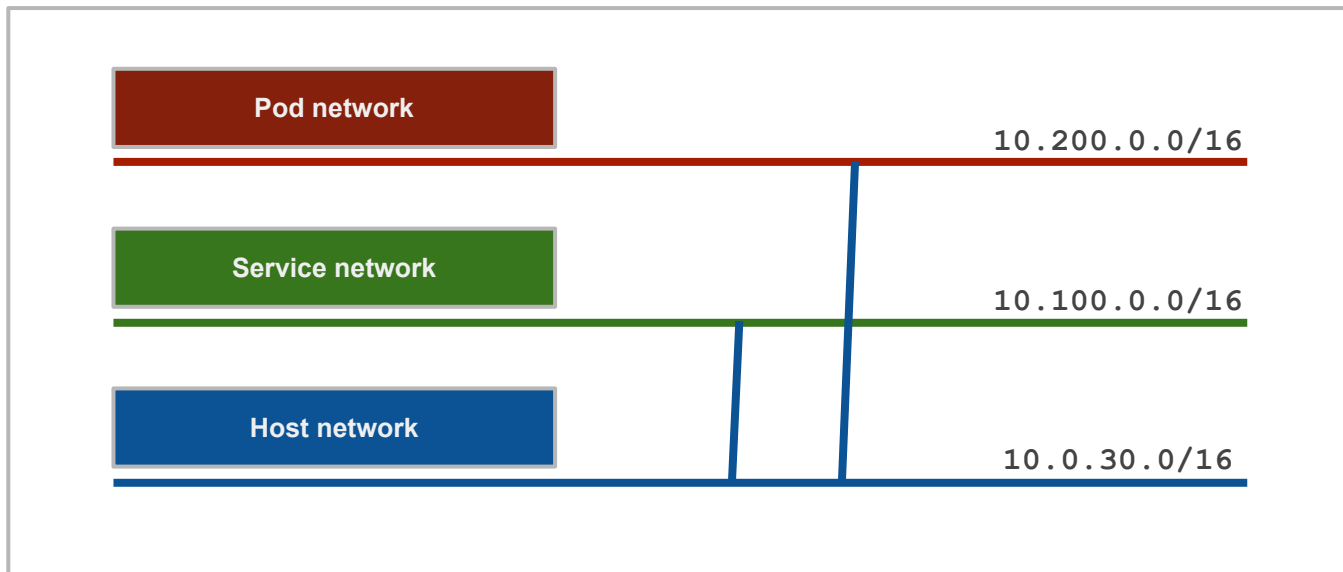 Pod network
10.200.0.0/16
Service network
10.100.0.0/16
Host network
10.0.30.0/16